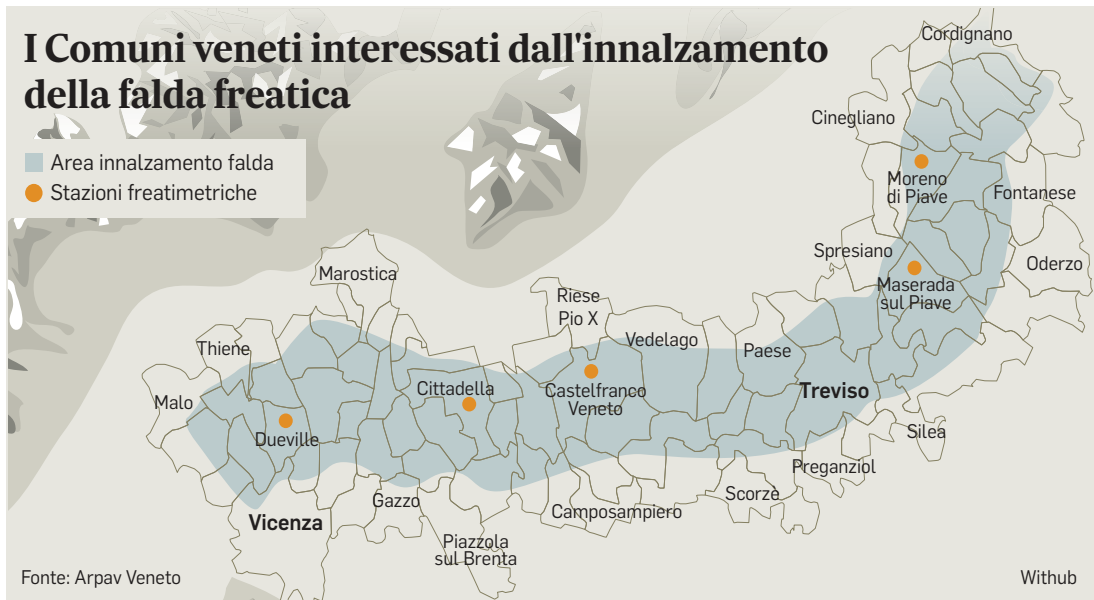 I Comuni veneti interessati dall'innalzamento
della falda freatica
Area innalzamento falda
Stazioni freatimetriche
Cordignano
Cinegliano
Moreno
di Piave
Fontanese
Spresiano
Oderzo
Maserada
sul Piave
Marostica
Riese
Pio X
Vedelago
Thiene
Paese
Cittadella
Castelfranco
Veneto
Treviso
Malo
Dueville
Silea
Preganziol
Scorzè
Gazzo
Camposampiero
Vicenza
Piazzola
sul Brenta
Fonte: Arpav Veneto
Withub